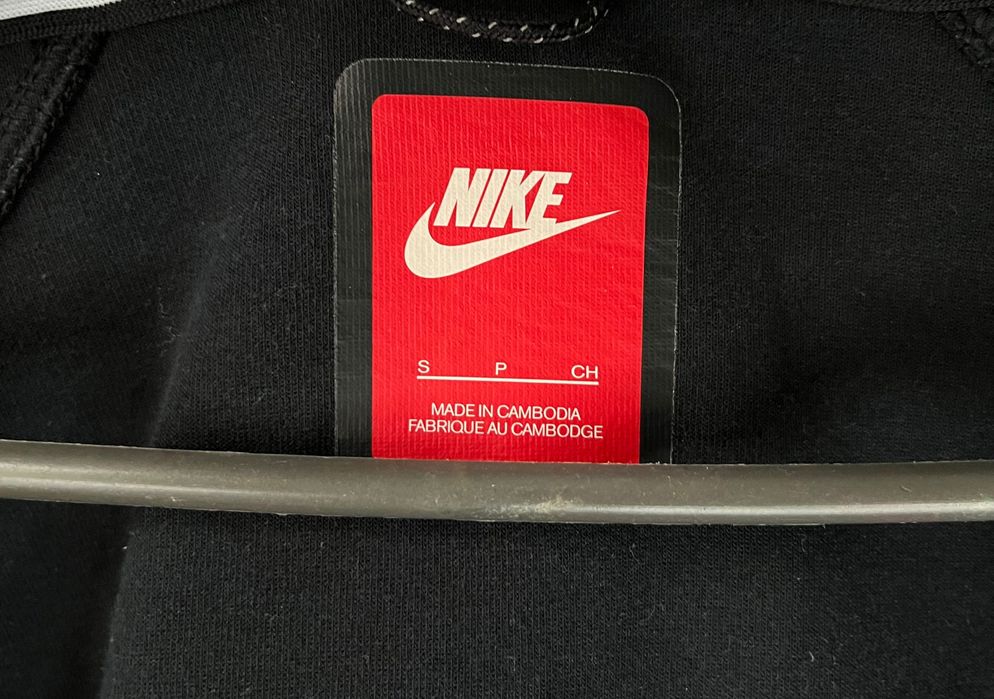 NIKE
S P CH
MADE IN CAMBODIA
FABRIQUE AU CAMBODGE